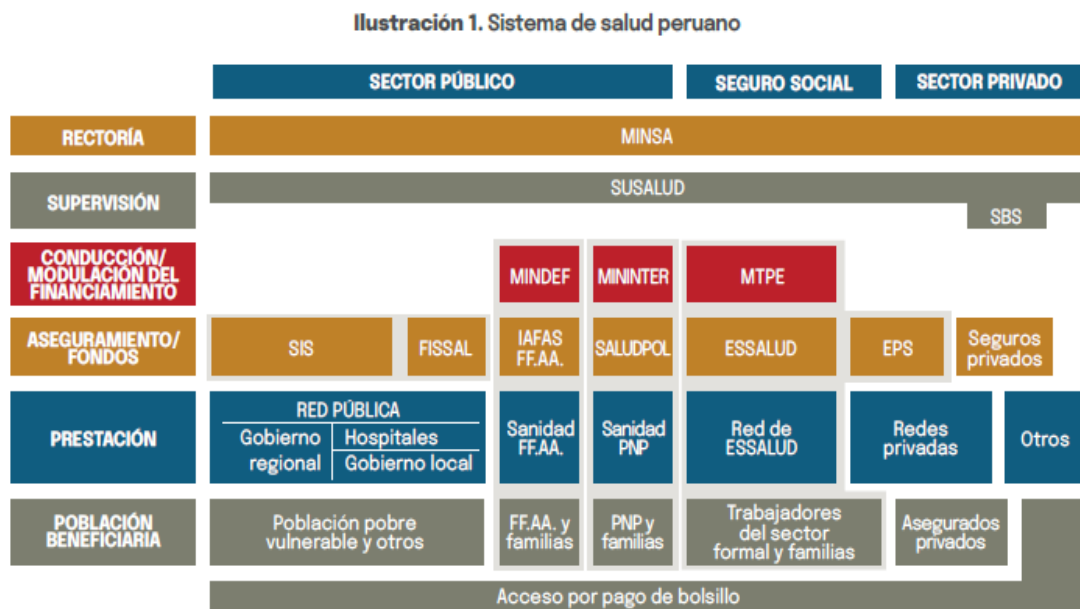 Ilustración 1. Sistema de salud peruano
SECTOR PÚBLICO
SEGURO SOCIAL
SECTOR PRIVADO
RECTORÍA
MINSA
SUPERVISIÓN
SUSALUD
SBS
CONDUCCIÓN/
MODULACIÓN DEL
FINANCIAMIENTO
MINDEF
MININTER
MTPE
ASEGURAMIENTO/
FONDOS
SIS
FISSAL
IAFAS
FF.AA.
SALUDPOL
ESSALUD
EPS
Seguros
privados
PRESTACIÓN
RED PÚBLICA
Gobierno
regional
Hospitales
Gobierno local
Sanidad
FF.AA.
Sanidad
PNP
Red de
ESSALUD
Redes
privadas
Otros
POBLACIÓN
BENEFICIARIA
Población pobre
vulnerable y otros
FF.AA. y
familias
PNP y
familias
Trabajadores
del sector
formal y familias
Asegurados
privados
Acceso por pago de bolsillo